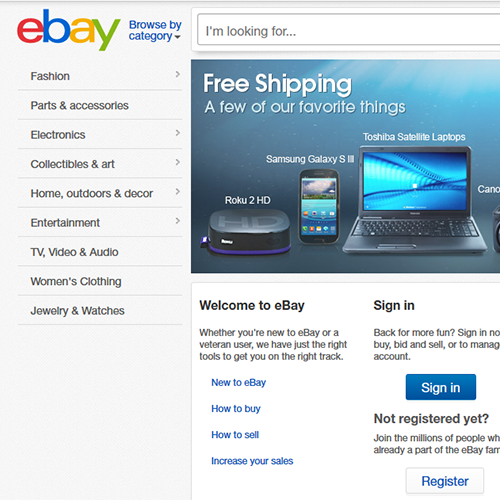 ebay
Browse by
category
I'm looking for...
Fashion
Parts & accessories
Electronics
Collectibles & art
Home, outdoors & decor
Entertainment
TV, Video & Audio
Women's Clothing
Jewelry & Watches
Free Shipping
A few of our favorite things
Toshiba Satellite Laptops
Samsung Galaxy S III
Roku 2 HD
Cano
HD
Roku
Welcome to eBay
Whether you're new to eBay or a
veteran user, we have just the right
tools to get you on the right track.
New to eBay
How to buy
How to sell
Increase your sales
Sign in
Back for more fun? Sign in no
buy, bid and sell, or to manag
account.
Sign in
Not registered yet?
Join the millions of people wh
already a part of the eBay fam
Register